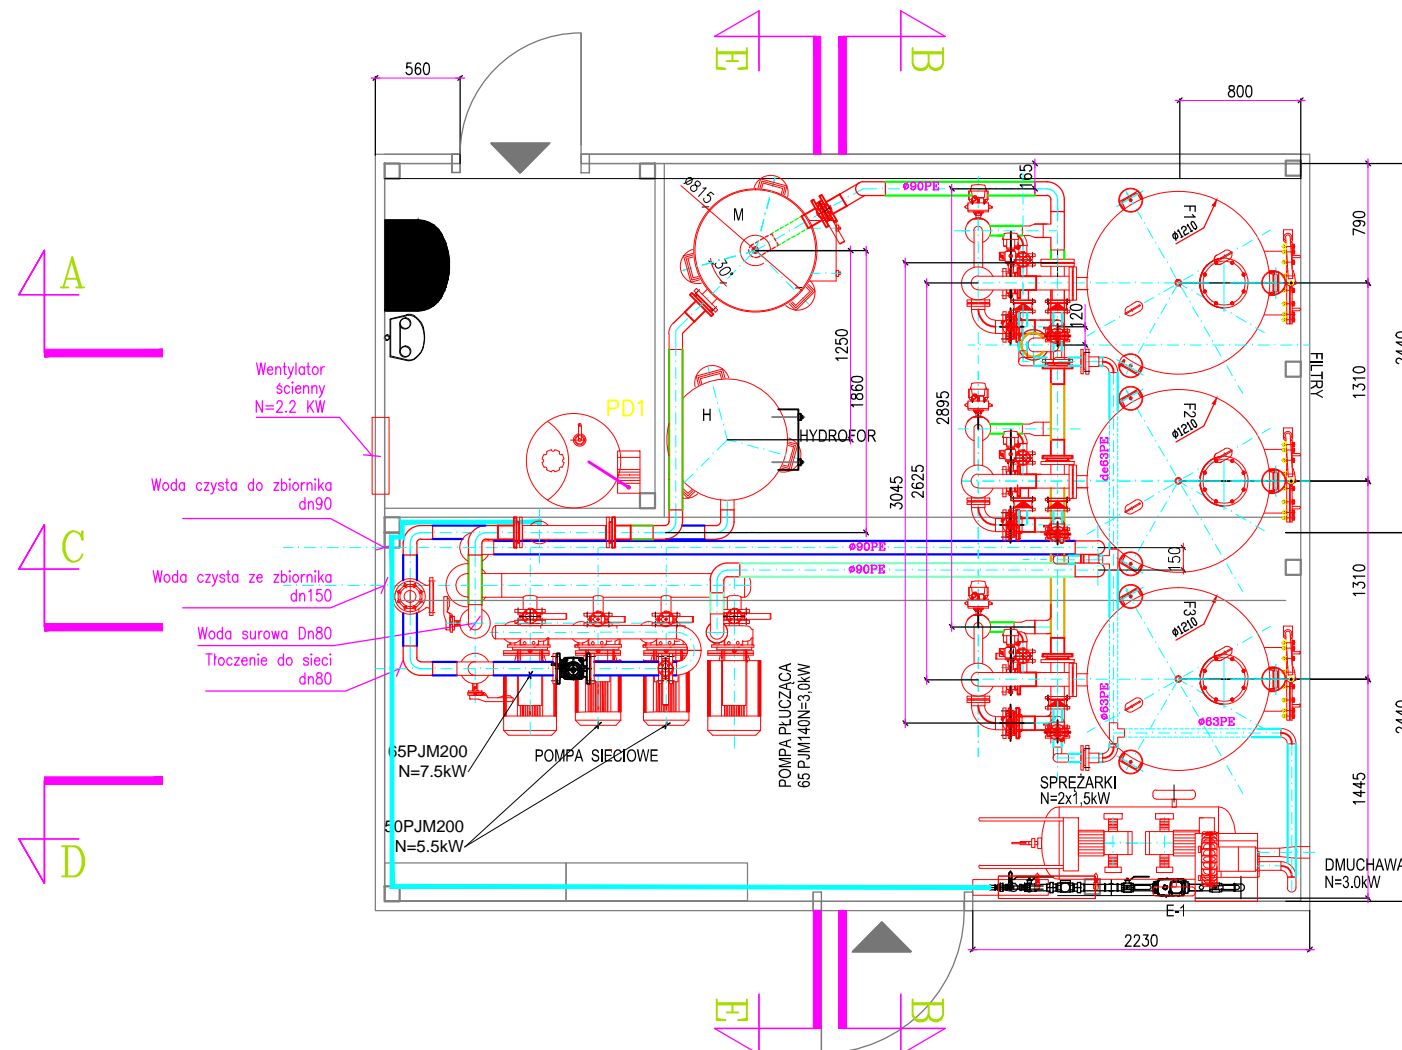 E
B
560
800
ø90PE
165
ø815
M
30°
F1
ø1210
790
A
120
1250
1860
2895
3045
2625
2440
1310
FILTRY
Wentylator
ścienny
N=2.2 KW
PD1
H
HYDROFOR
F2
ø1210
de63PE
Woda czysta do zbiornika
dn90
C
ø90PE
ø90PE
150
Woda czysta ze zbiornika
dn150
1310
Woda surowa Dn80
Tłoczenie do sieci
dn80
F3
ø1210
ø63PE
ø63PE
2440
65PJM200
N=7.5kW
POMPA SIECIOWE
POMPA PŁUCZĄCA
65 PJM140N=3,0kW
50PJM200
N=5.5kW
SPRĘŻARKI
N=2x1,5kW
1445
D
DMUCHAWA
N=3.0kW
E-1
2230
E
B